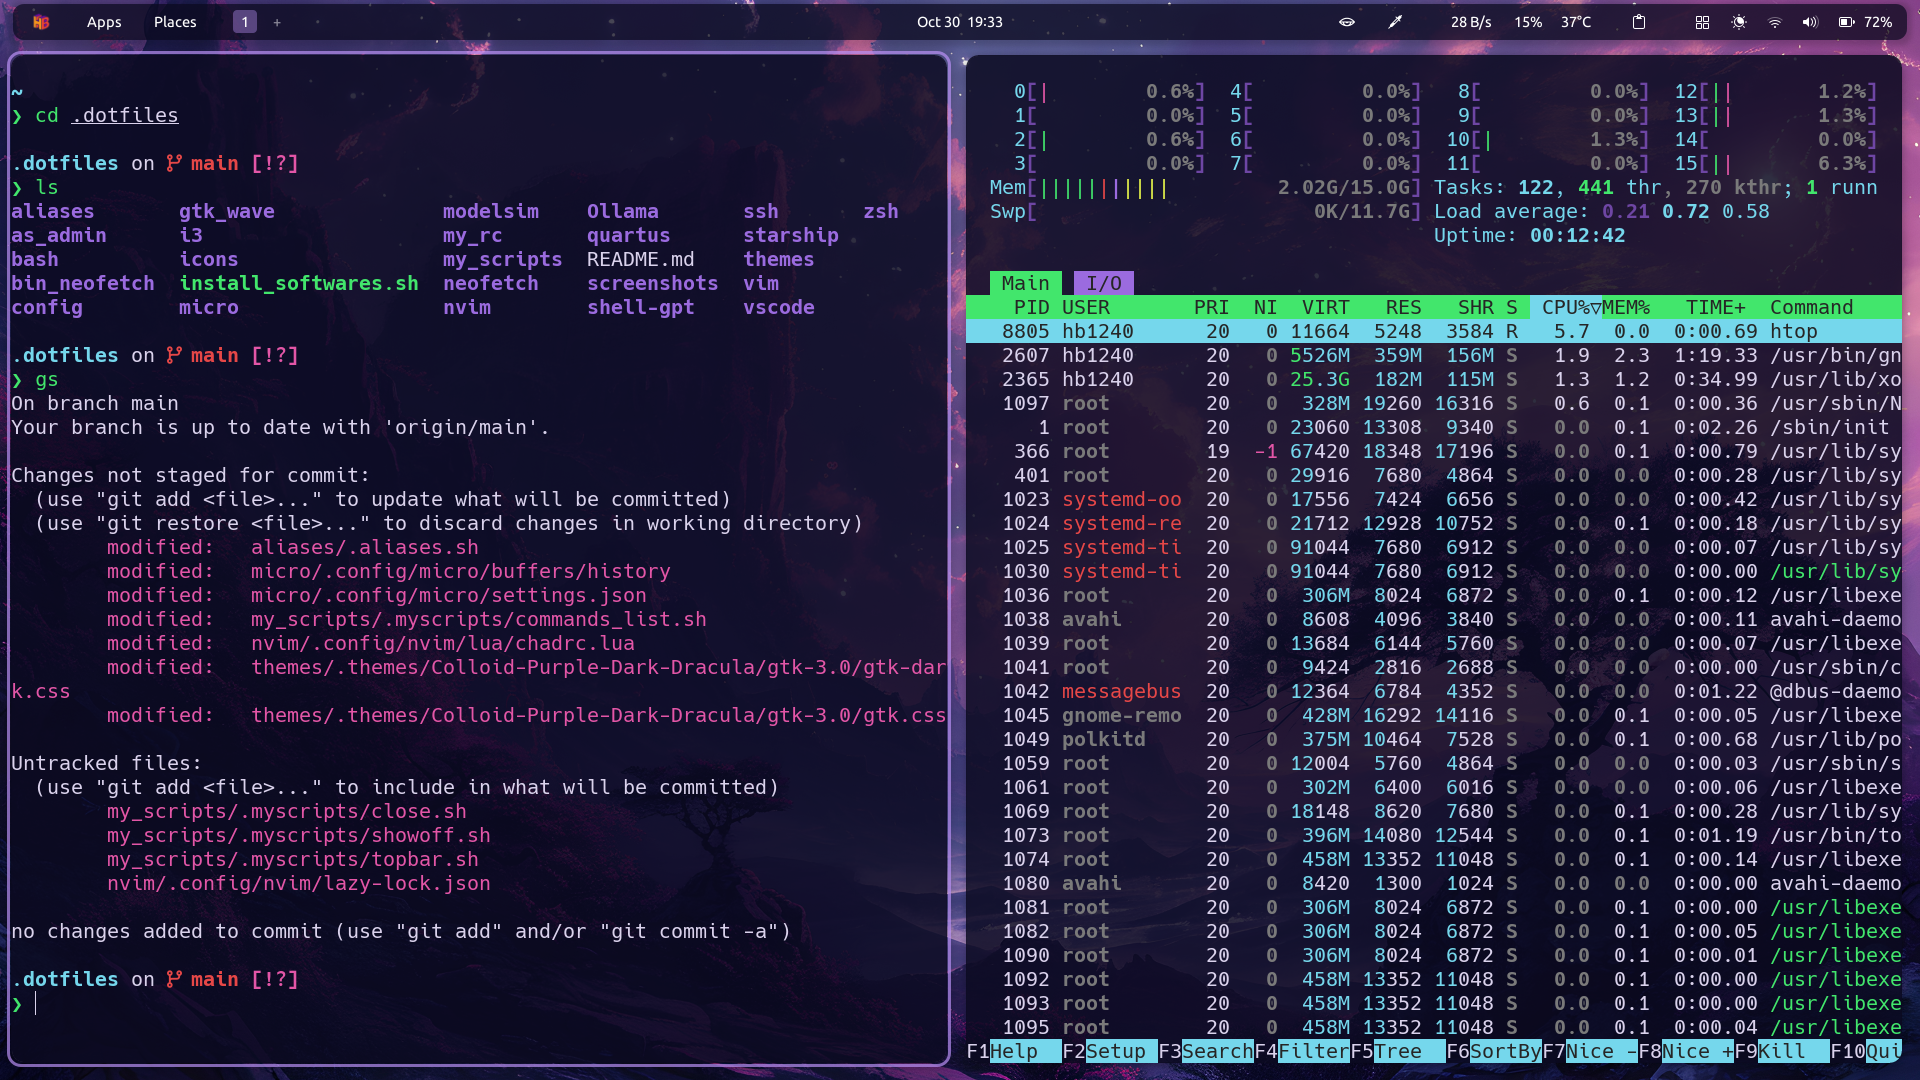 HB Apps Places 1 + Oct 30 19:33 28 B/s 15% 37°C 72%
~
❯ cd .dotfiles
.dotfiles on main [!?]
❯ ls
aliases gtk_wave modelsim Ollama ssh zsh
as_admin i3 my_rc quartus starship
bash icons my_scripts README.md themes
bin_neofetch install_softwares.sh neofetch screenshots vim
config micro nvim shell-gpt vscode
.dotfiles on main [!?]
❯ gs
On branch main
Your branch is up to date with 'origin/main'.
Changes not staged for commit:
(use "git add <file>..." to update what will be committed)
(use "git restore <file>..." to discard changes in working directory)
modified: aliases/.aliases.sh
modified: micro/.config/micro/buffers/history
modified: micro/.config/micro/settings.json
modified: my_scripts/.myscripts/commands_list.sh
modified: nvim/.config/nvim/lua/chadrc.lua
modified: themes/.themes/Colloid-Purple-Dark-Dracula/gtk-3.0/gtk-dar
k.css
modified: themes/.themes/Colloid-Purple-Dark-Dracula/gtk-3.0/gtk.css
Untracked files:
(use "git add <file>..." to include in what will be committed)
my_scripts/.myscripts/close.sh
my_scripts/.myscripts/showoff.sh
my_scripts/.myscripts/topbar.sh
nvim/.config/nvim/lazy-lock.json
no changes added to commit (use "git add" and/or "git commit -a")
.dotfiles on main [!?]
❯
0[| 0.6%] 4[ 0.0%] 8[ 0.0%] 12[|| 1.2%]
1[ 0.0%] 5[ 0.0%] 9[ 0.0%] 13[|| 1.3%]
2[| 0.6%] 6[ 0.0%] 10[| 1.3%] 14[ 0.0%]
3[ 0.0%] 7[ 0.0%] 11[ 0.0%] 15[|| 6.3%]
Mem[||||||||||| 2.02G/15.0G] Tasks: 122, 441 thr, 270 kthr; 1 runn
Swp[ 0K/11.7G] Load average: 0.21 0.72 0.58
Uptime: 00:12:42
Main I/O
PID USER PRI NI VIRT RES SHR S CPU%▽MEM% TIME+ Command
8805 hb1240 20 0 11664 5248 3584 R 5.7 0.0 0:00.69 htop
2607 hb1240 20 0 5526M 359M 156M S 1.9 2.3 1:19.33 /usr/bin/gn
2365 hb1240 20 0 25.3G 182M 115M S 1.3 1.2 0:34.99 /usr/lib/xo
1097 root 20 0 328M 19260 16316 S 0.6 0.1 0:00.36 /usr/sbin/N
1 root 20 0 23060 13308 9340 S 0.0 0.1 0:02.26 /sbin/init
366 root 19 -1 67420 18348 17196 S 0.0 0.1 0:00.79 /usr/lib/sy
401 root 20 0 29916 7680 4864 S 0.0 0.0 0:00.28 /usr/lib/sy
1023 systemd-oo 20 0 17556 7424 6656 S 0.0 0.0 0:00.42 /usr/lib/sy
1024 systemd-re 20 0 21712 12928 10752 S 0.0 0.1 0:00.18 /usr/lib/sy
1025 systemd-ti 20 0 91044 7680 6912 S 0.0 0.0 0:00.07 /usr/lib/sy
1030 systemd-ti 20 0 91044 7680 6912 S 0.0 0.0 0:00.00 /usr/lib/sy
1036 root 20 0 306M 8024 6872 S 0.0 0.1 0:00.12 /usr/libexe
1038 avahi 20 0 8608 4096 3840 S 0.0 0.0 0:00.11 avahi-daemo
1039 root 20 0 13684 6144 5760 S 0.0 0.0 0:00.07 /usr/libexe
1041 root 20 0 9424 2816 2688 S 0.0 0.0 0:00.00 /usr/sbin/c
1042 messagebus 20 0 12364 6784 4352 S 0.0 0.0 0:01.22 @dbus-daemo
1045 gnome-remo 20 0 428M 16292 14116 S 0.0 0.1 0:00.05 /usr/libexe
1049 polkitd 20 0 375M 10464 7528 S 0.0 0.1 0:00.68 /usr/lib/po
1059 root 20 0 12004 5760 4864 S 0.0 0.0 0:00.03 /usr/sbin/s
1061 root 20 0 302M 6400 6016 S 0.0 0.0 0:00.06 /usr/libexe
1069 root 20 0 18148 8620 7680 S 0.0 0.1 0:00.28 /usr/lib/sy
1073 root 20 0 396M 14080 12544 S 0.0 0.1 0:01.19 /usr/bin/to
1074 root 20 0 458M 13352 11048 S 0.0 0.1 0:00.14 /usr/libexe
1080 avahi 20 0 8420 1300 1024 S 0.0 0.0 0:00.00 avahi-daemo
1081 root 20 0 306M 8024 6872 S 0.0 0.1 0:00.00 /usr/libexe
1082 root 20 0 306M 8024 6872 S 0.0 0.1 0:00.05 /usr/libexe
1090 root 20 0 306M 8024 6872 S 0.0 0.1 0:00.01 /usr/libexe
1092 root 20 0 458M 13352 11048 S 0.0 0.1 0:00.00 /usr/libexe
1093 root 20 0 458M 13352 11048 S 0.0 0.1 0:00.00 /usr/libexe
1095 root 20 0 458M 13352 11048 S 0.0 0.1 0:00.04 /usr/libexe
F1Help F2Setup F3SearchF4FilterF5Tree F6SortByF7Nice -F8Nice +F9Kill F10Qui